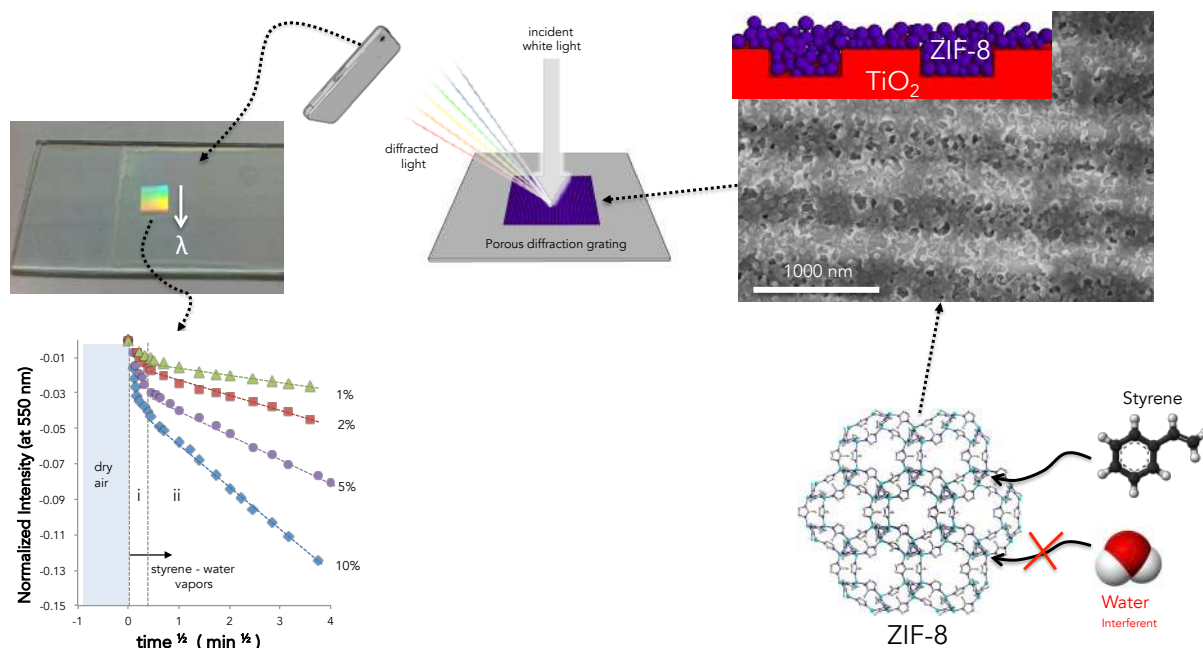 incident
white light
diffracted
light
Porous diffraction grating
ZIF-8
TiO2
1000 nm
λ
Normalized Intensity (at 550 nm)
-0.01
-0.03
-0.05
-0.07
-0.09
-0.11
-0.13
-0.15
dry
air
i
ii
styrene - water
vapors
1%
2%
5%
10%
0
1
2
3
4
time ½ ( min ½ )
Styrene
Water
Interferent
ZIF-8